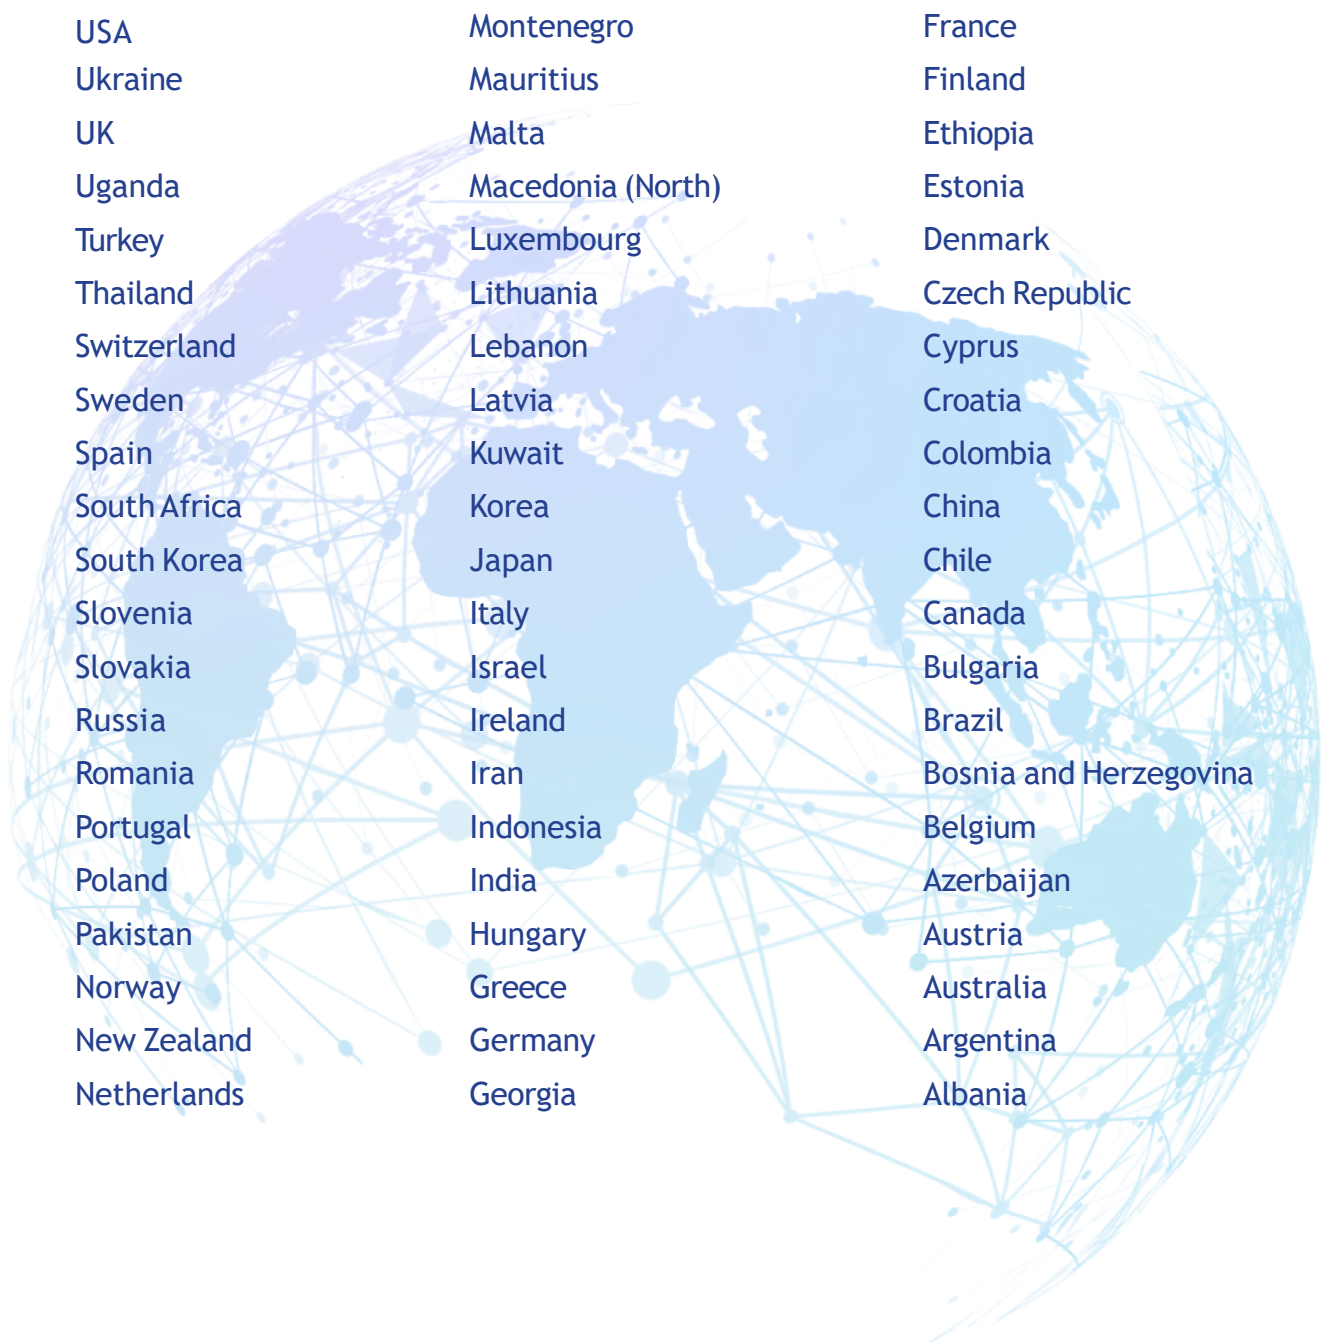 USA
Ukraine
UK
Uganda
Turkey
Thailand
Switzerland
Sweden
Spain
South Africa
South Korea
Slovenia
Slovakia
Russia
Romania
Portugal
Poland
Pakistan
Norway
New Zealand
Netherlands
Montenegro
Mauritius
Malta
Macedonia (North)
Luxembourg
Lithuania
Lebanon
Latvia
Kuwait
Korea
Japan
Italy
Israel
Ireland
Iran
Indonesia
India
Hungary
Greece
Germany
Georgia
France
Finland
Ethiopia
Estonia
Denmark
Czech Republic
Cyprus
Croatia
Colombia
China
Chile
Canada
Bulgaria
Brazil
Bosnia and Herzegovina
Belgium
Azerbaijan
Austria
Australia
Argentina
Albania